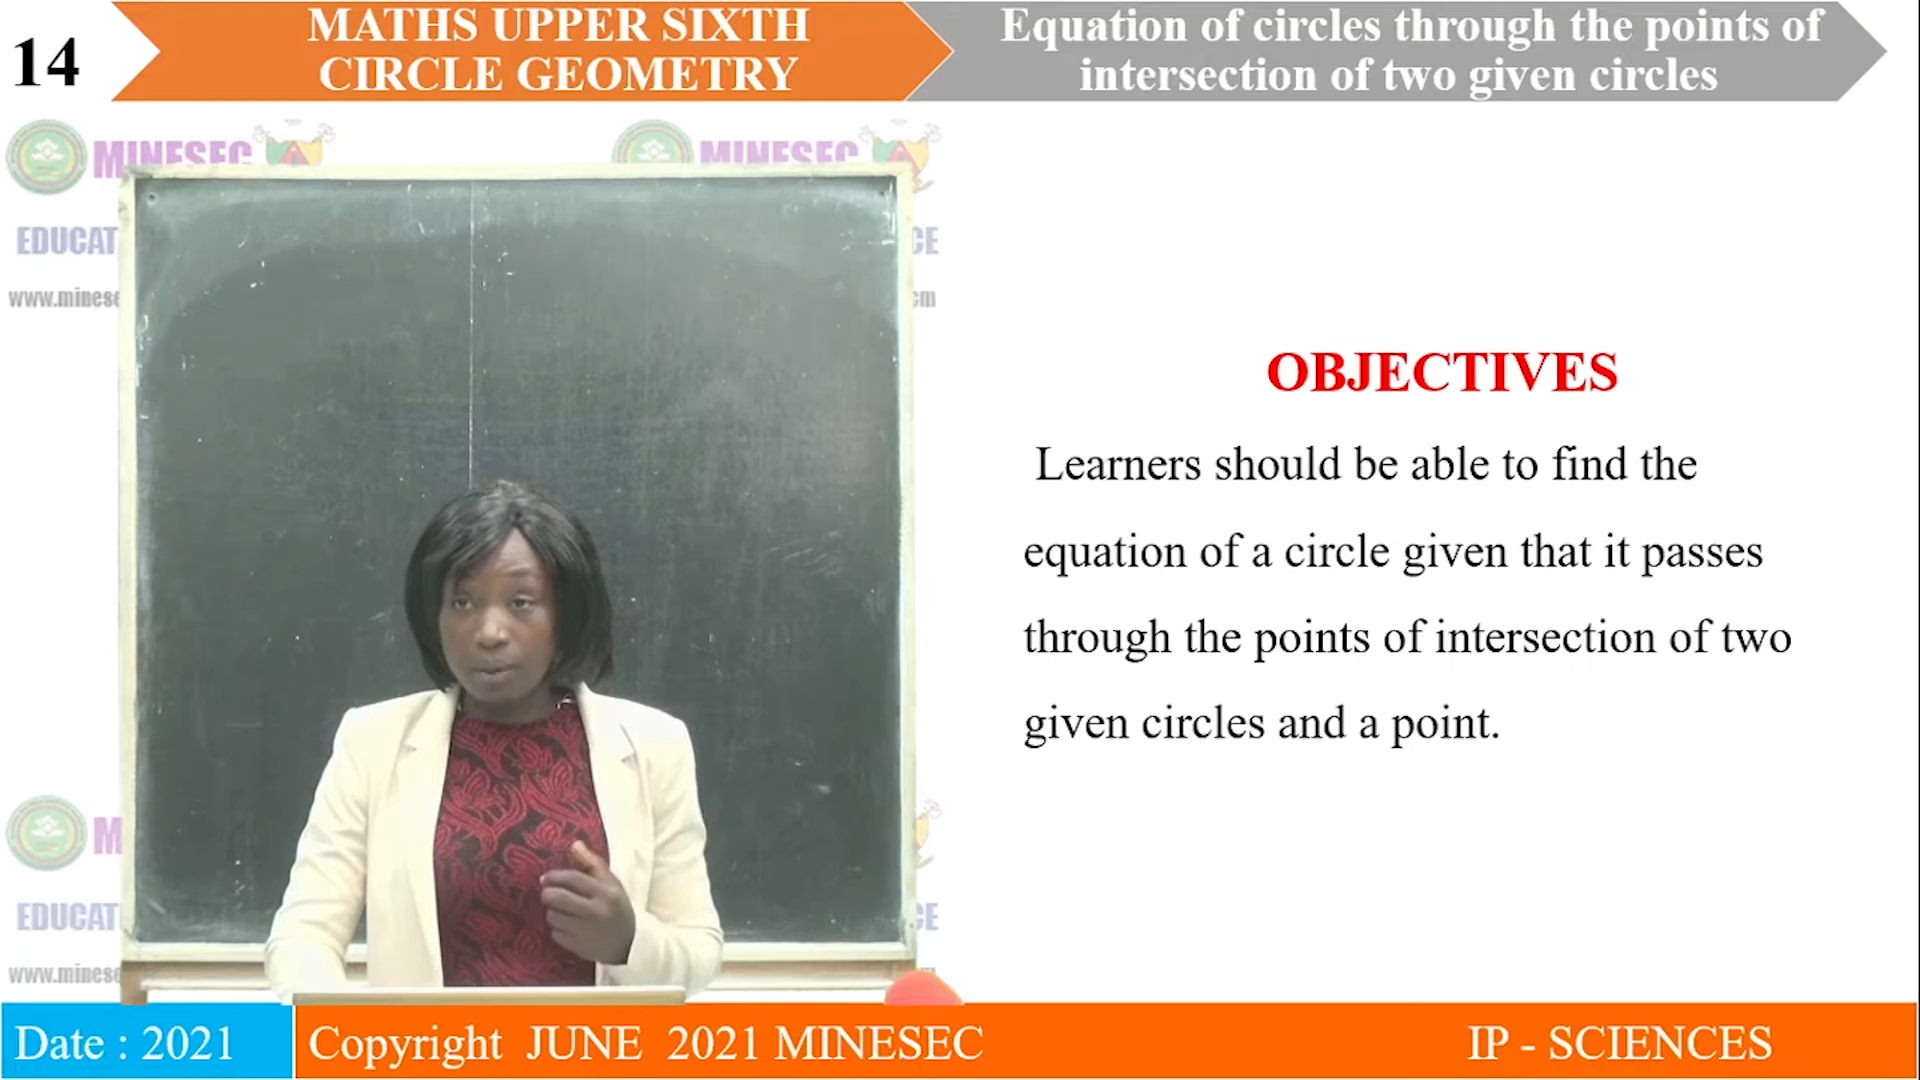 14
MATHS UPPER SIXTH
CIRCLE GEOMETRY
Equation of circles through the points of
intersection of two given circles
MINESEC
MINESEC
OBJECTIVES
Learners should be able to find the
equation of a circle given that it passes
through the points of intersection of two
given circles and a point.
Date : 2021
Copyright JUNE 2021 MINESEC
IP - SCIENCES